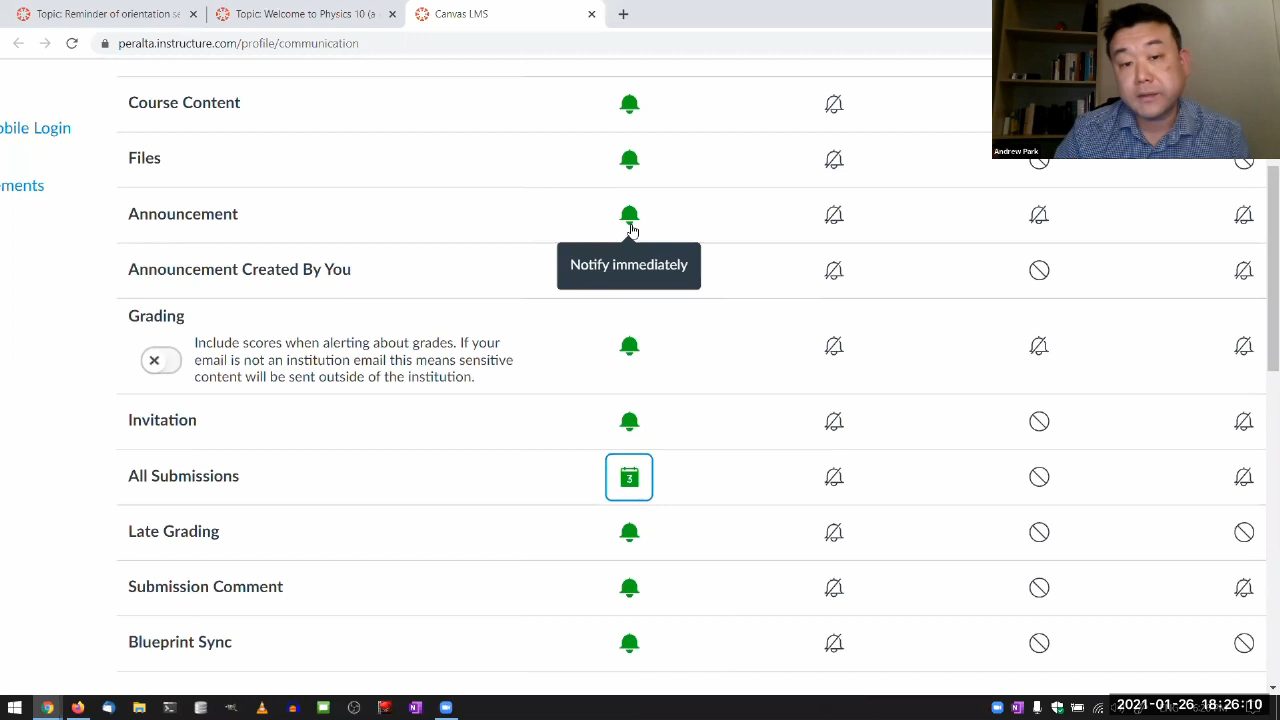 Topic: Reminder of orientation se
Topic: Welcome to Physics 10 (a
Canvas LMS
peralta.instructure.com/profile/communication
Andrew Park
obile Login
ements
Course Content
Files
Announcement
Notify immediately
Announcement Created By You
Grading
Include scores when alerting about grades. If your
email is not an institution email this means sensitive
content will be sent outside of the institution.
Invitation
All Submissions
3
Late Grading
Submission Comment
Blueprint Sync
2021-01-26 18:26:10